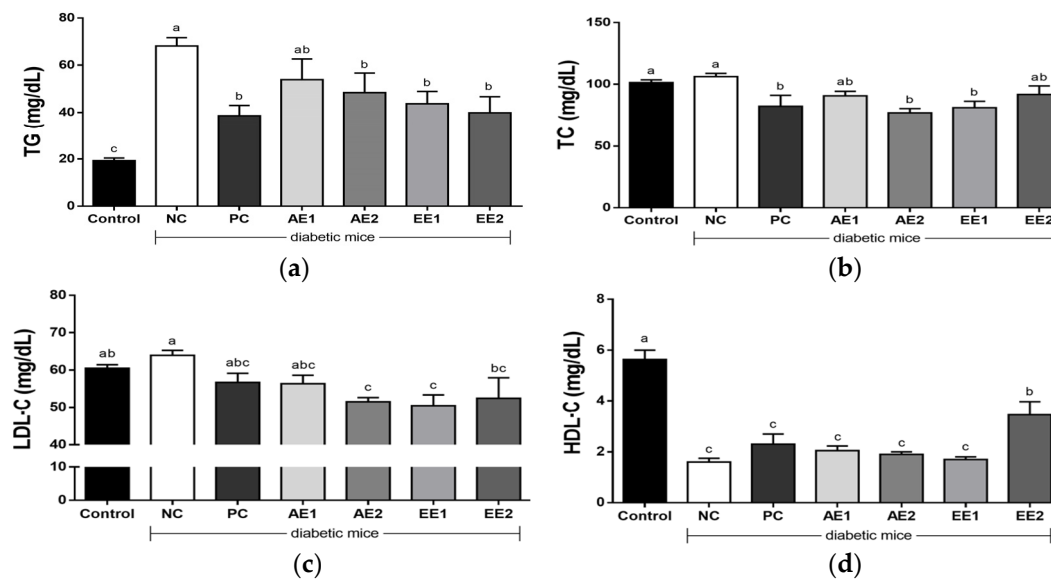 80
a
60
ab
b
b
b
40
b
c
20
0
TG (mg/dL)
Control NC PC AE1 AE2 EE1 EE2
diabetic mice
(a)
150
a a ab ab
100
b b b
50
0
TC (mg/dL)
Control NC PC AE1 AE2 EE1 EE2
diabetic mice
(b)
80
70
a
ab abc abc bc
60
c c
50
40
10
0
LDL-C (mg/dL)
Control NC PC AE1 AE2 EE1 EE2
diabetic mice
(c)
8
a
6
b
4
c c c c c
2
0
HDL-C (mg/dL)
Control NC PC AE1 AE2 EE1 EE2
diabetic mice
(d)